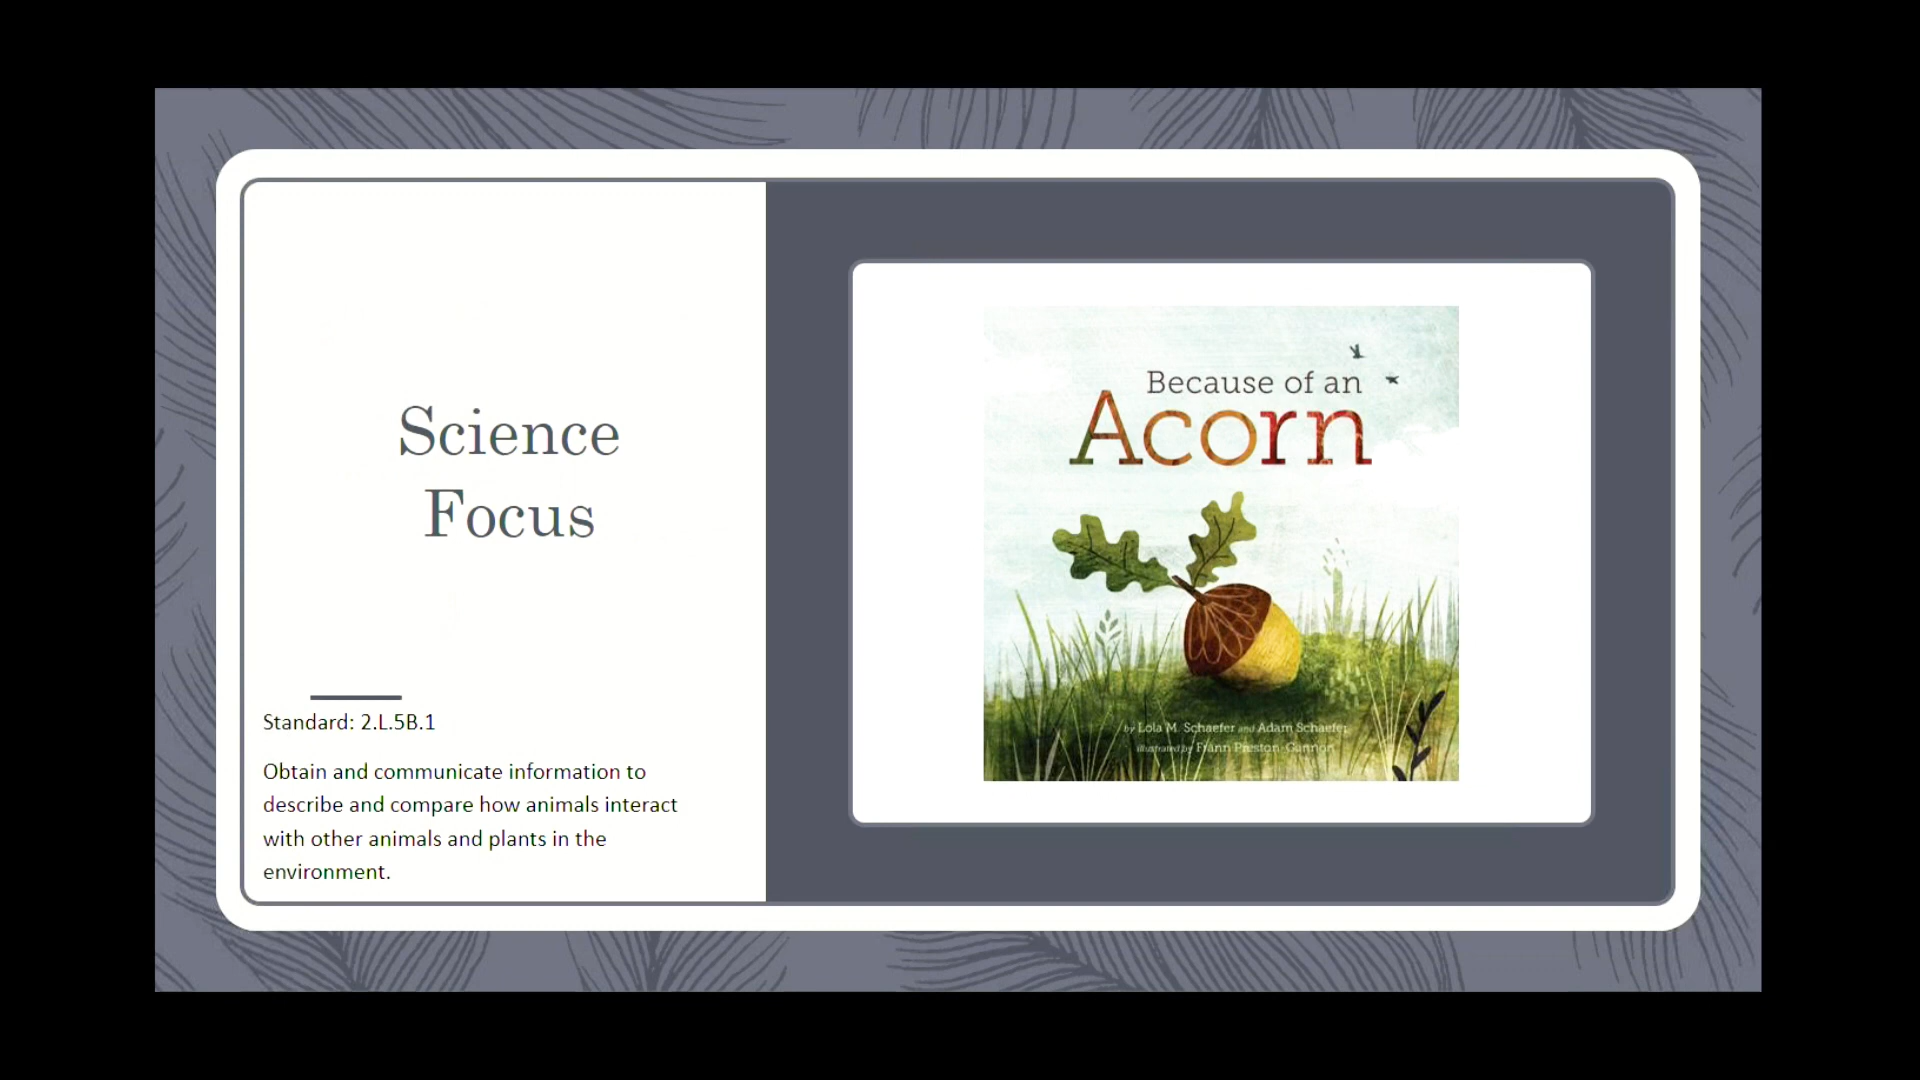 Science
Focus
Standard: 2.L.5B.1
Obtain and communicate information to
describe and compare how animals interact
with other animals and plants in the
environment.
Because of an
Acorn
by Lola M. Schaefer and Adam Schaefer
illustrated by Frann Preston-Gannon